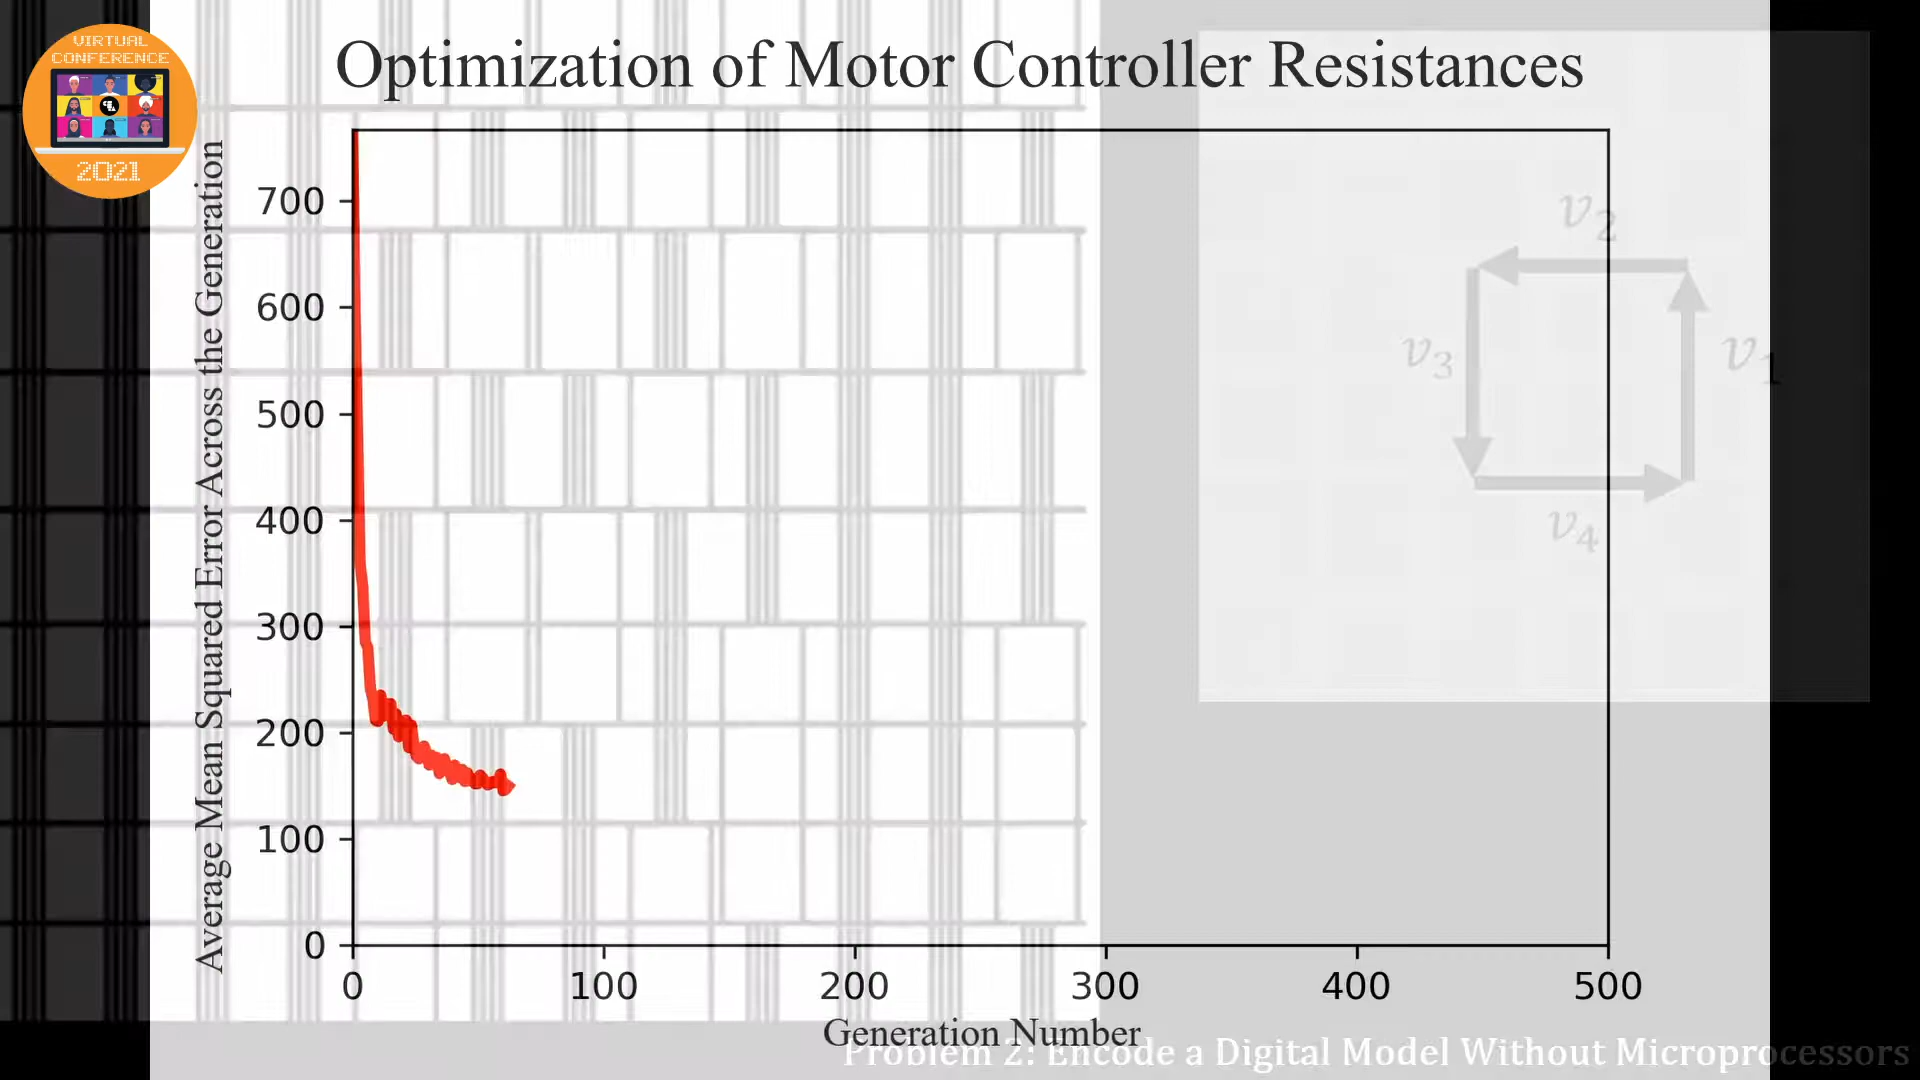 VIRTUAL
CONFERENCE
2021
Optimization of Motor Controller Resistances
Average Mean Squared Error Across the Generation
700
600
500
400
300
200
100
0
0 100 200 300 400 500
Generation Number
v2
v3
v1
v4
Problem 2: Encode a Digital Model Without Microprocessors